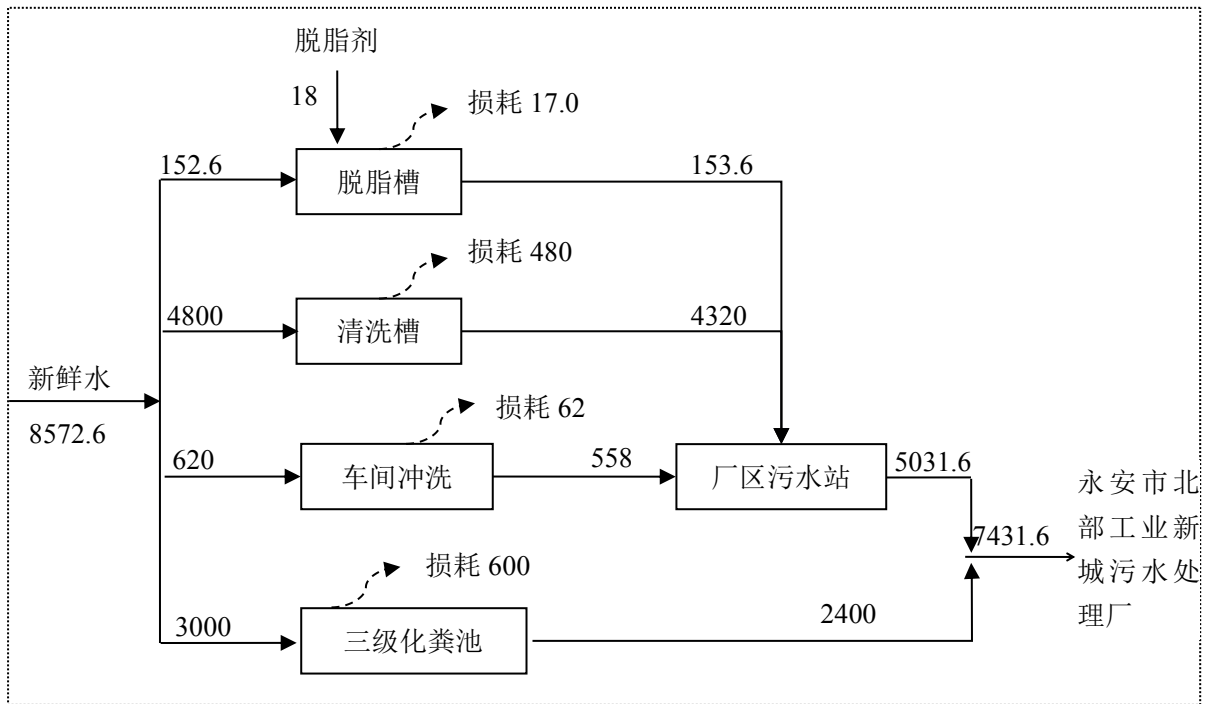 脱脂剂
18
损耗 17.0
152.6
脱脂槽
153.6
损耗 480
4800
清洗槽
4320
新鲜水
8572.6
损耗 62
620
车间冲洗
558
厂区污水站
5031.6
永安市北
部工业新
城污水处
理厂
7431.6
损耗 600
3000
三级化粪池
2400